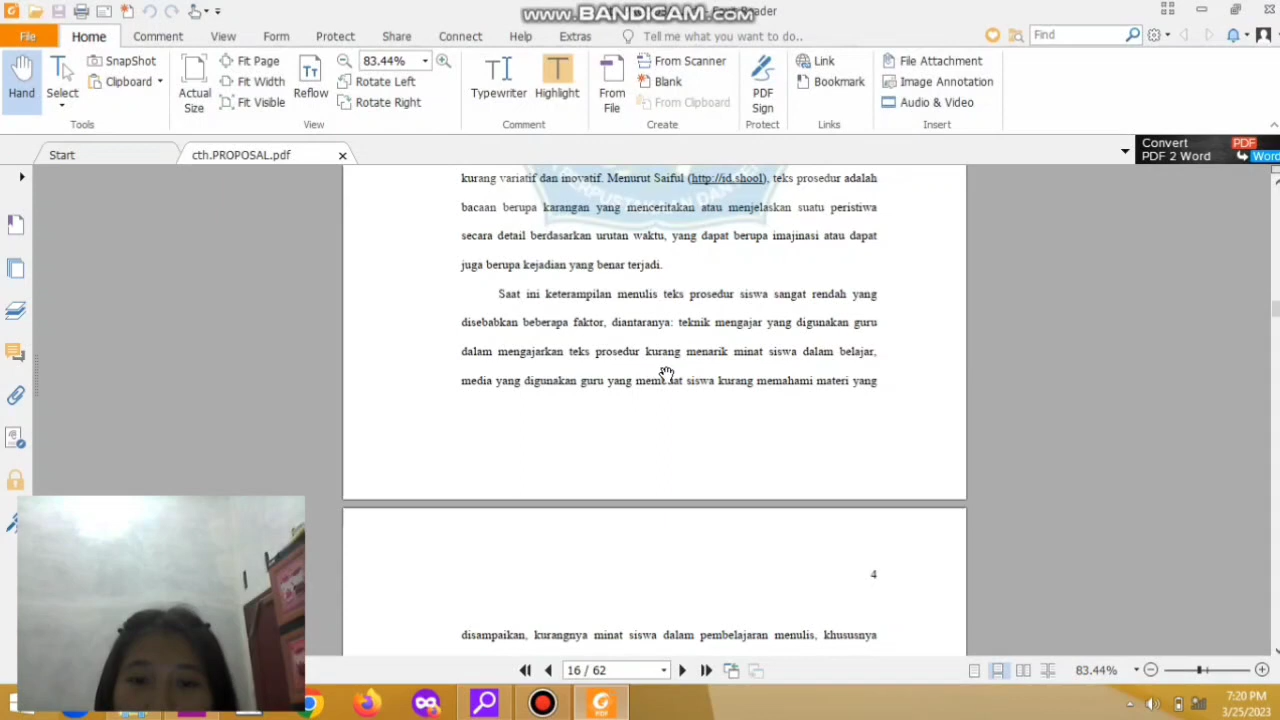 www.BANDICAM.com
Reader
File Home Comment View Form Protect Share Connect Help Extras Tell me what you want to do.. Find
Hand
Select
SnapShot
Clipboard
Tools
Actual Size
Fit Page
Fit Width
Fit Visible
Reflow
83.44%
Rotate Left
Rotate Right
View
Typewriter
Highlight
Comment
From File
From Scanner
Blank
From Clipboard
Create
PDF Sign
Protect
Link
Bookmark
Links
File Attachment
Image Annotation
Audio & Video
Insert
Start cth.PROPOSAL.pdf
Convert PDF
PDF 2 Word Word
kurang variatif dan inovatif. Menurut Saiful (http://id.shool), teks prosedur adalah
bacaan berupa karangan yang menceritakan atau menjelaskan suatu peristiwa
secara detail berdasarkan urutan waktu, yang dapat berupa imajinasi atau dapat
juga berupa kejadian yang benar terjadi.
Saat ini keterampilan menulis teks prosedur siswa sangat rendah yang
disebabkan beberapa faktor, diantaranya: teknik mengajar yang digunakan guru
dalam mengajarkan teks prosedur kurang menarik minat siswa dalam belajar,
media yang digunakan guru yang siswa kurang memahami materi yang
4
disampaikan, kurangnya minat siswa dalam pembelajaran menulis, khususnya
16 / 62
83.44%
7:20 PM
3/25/2023